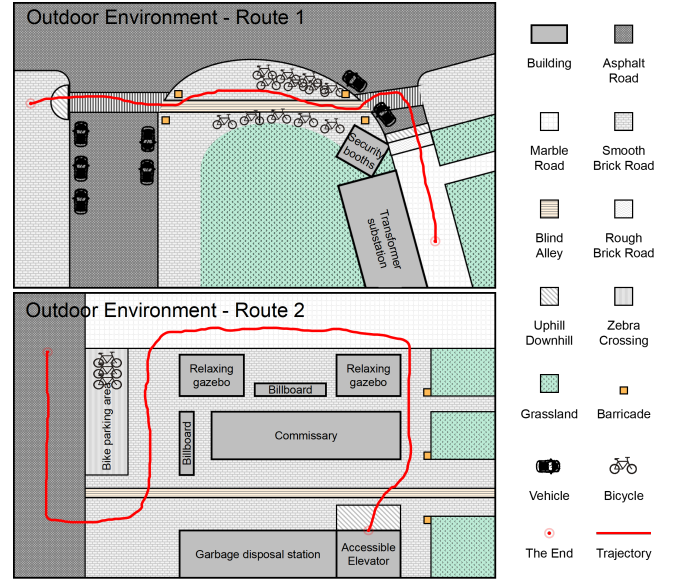 Outdoor Environment - Route 1
Security
booths
Transformer
substation
Outdoor Environment - Route 2
Bike parking area
Relaxing
gazebo
Billboard
Relaxing
gazebo
Billboard
Commissary
Garbage disposal station
Accessible
Elevator
Building
Asphalt
Road
Marble
Road
Smooth
Brick Road
Blind
Alley
Rough
Brick Road
Uphill
Downhill
Zebra
Crossing
Grassland
Barricade
Vehicle
Bicycle
The End
Trajectory